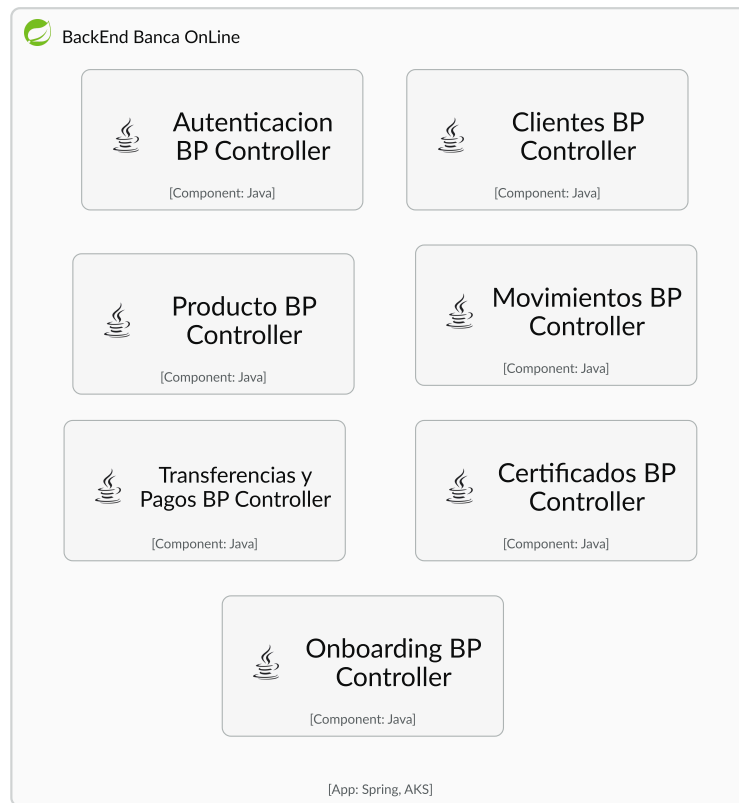 BackEnd Banca OnLine
Autenticacion
BP Controller
[Component: Java]
Clientes BP
Controller
[Component: Java]
Producto BP
Controller
[Component: Java]
Movimientos BP
Controller
[Component: Java]
Transferencias y
Pagos BP Controller
[Component: Java]
Certificados BP
Controller
[Component: Java]
Onboarding BP
Controller
[Component: Java]
[App: Spring, AKS]